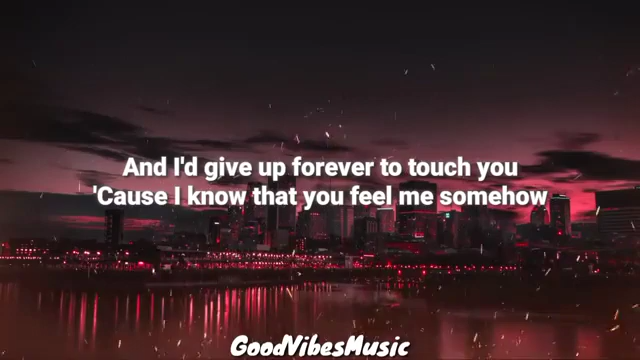 And I'd give up forever to touch you
'Cause I know that you feel me somehow
GoodVibesMusic